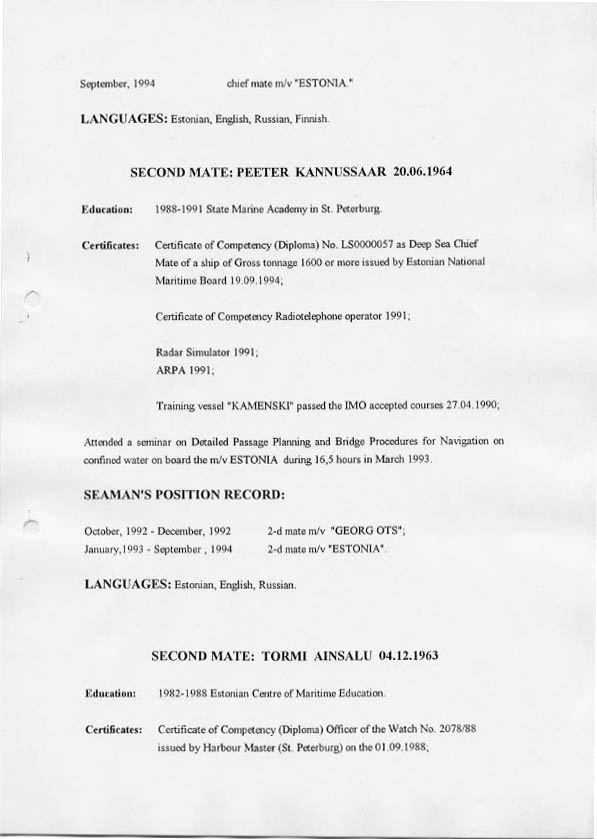 September, 1994 chief mate m/v "ESTONIA."
LANGUAGES: Estonian, English, Russian, Finnish.
SECOND MATE: PEETER KANNUSSAAR 20.06.1964
Education: 1988-1991 State Marine Academy in St. Peterburg.
Certificates: Certificate of Competency (Diploma) No. LS0000057 as Deep Sea Chief
Mate of a ship of Gross tonnage 1600 or more issued by Estonian National
Maritime Board 19.09.1994;
Certificate of Competency Radiotelephone operator 1991;
Radar Simulator 1991;
ARPA 1991;
Training vessel "KAMENSKI" passed the IMO accepted courses 27.04.1990;
Attended a seminar on Detailed Passage Planning and Bridge Procedures for Navigation on
confined water on board the m/v ESTONIA during 16,5 hours in March 1993.
SEAMAN'S POSITION RECORD:
October, 1992 - December, 1992 2-d mate m/v "GEORG OTS";
January,1993 - September , 1994 2-d mate m/v "ESTONIA".
LANGUAGES: Estonian, English, Russian.
SECOND MATE: TORMI AINSALU 04.12.1963
Education: 1982-1988 Estonian Centre of Maritime Education.
Certificates: Certificate of Competency (Diploma) Officer of the Watch No. 2078/88
issued by Harbour Master (St. Peterburg) on the 01.09.1988;